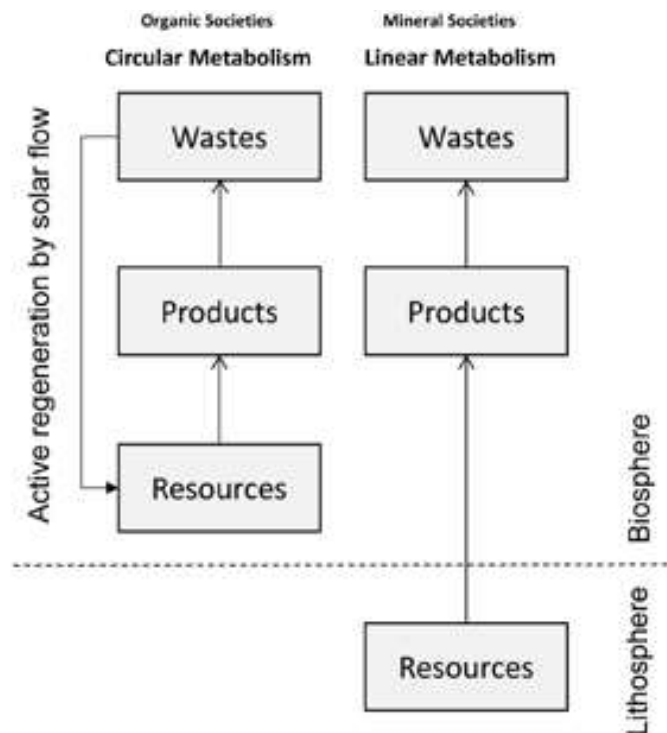 Organic Societies
Circular Metabolism
Mineral Societies
Linear Metabolism
Active regeneration by solar flow
Wastes
Wastes
Products
Products
Resources
Biosphere
Resources
Lithosphere